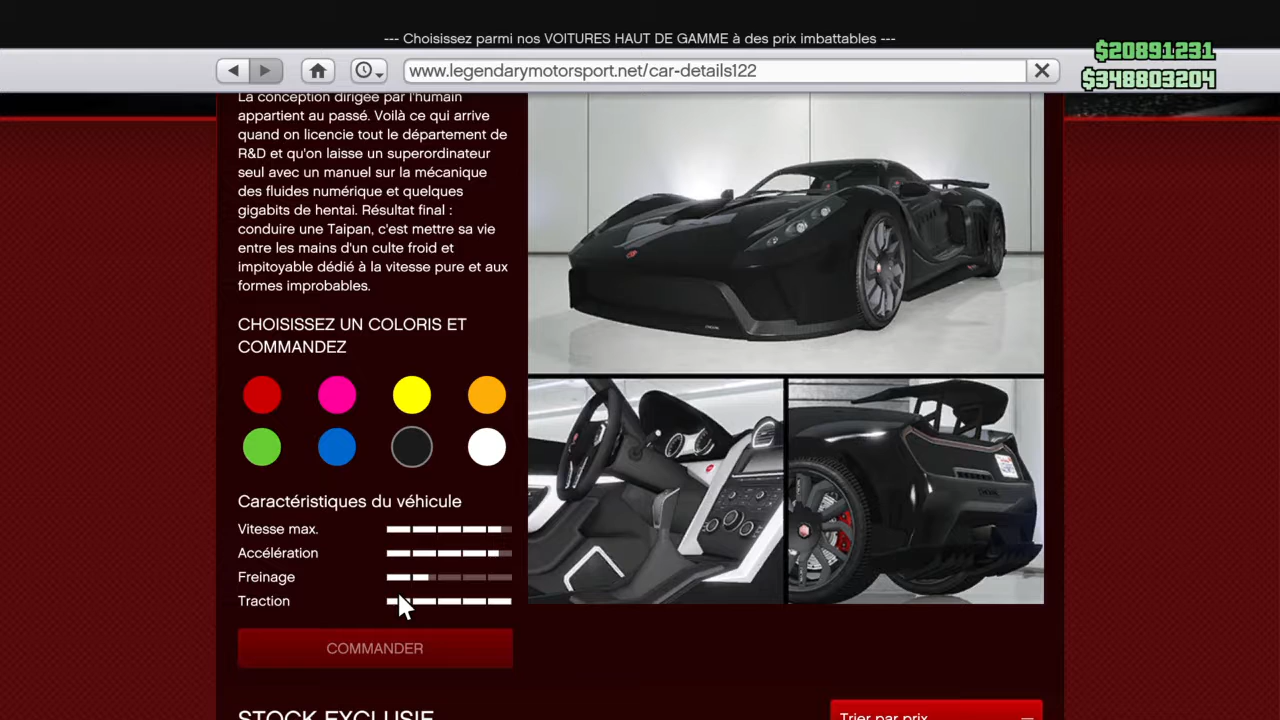 --- Choisissez parmi nos VOITURES HAUT DE GAMME à des prix imbattables ---
$20891231
www.legendarymotorsport.net/car-details122
$348803204
La conception dirigée par l'humain
appartient au passé. Voilà ce qui arrive
quand on licencie tout le département de
R&D et qu'on laisse un superordinateur
seul avec un manuel sur la mécanique
des fluides numérique et quelques
gigabits de hentai. Résultat final :
conduire une Taipan, c'est mettre sa vie
entre les mains d'un culte froid et
impitoyable dédié à la vitesse pure et aux
formes improbables.
CHOISISSEZ UN COLORIS ET
COMMANDEZ
Caractéristiques du véhicule
Vitesse max.
Accélération
Freinage
Traction
COMMANDER
STOCK EXCLUSIF
Trier par prix